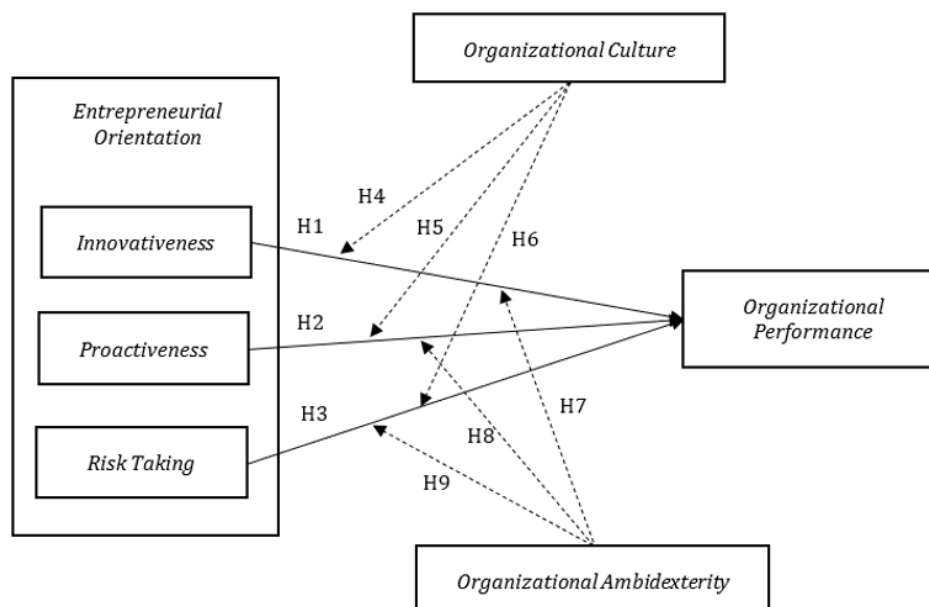 Organizational Culture
Entrepreneurial
Orientation
H4
H1
H5
Innovativeness
H6
Organizational
Performance
H2
Proactiveness
H7
H3
H8
Risk Taking
H9
Organizational Ambidexterity